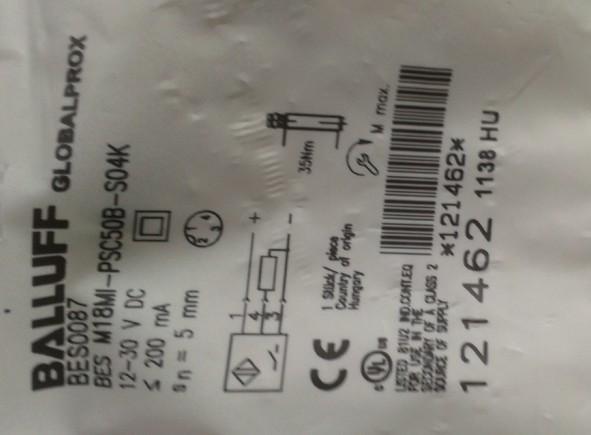 BALLUFF GLOBALPROX
BES0087
BES M18MI-PSC50B-S04K
12-30 V DC
≤ 200 mA
sn = 5 mm
1
4
3
+
-
35Nm
M max.
CE
1 Stück/ piece
Country of origin
Hungary
UL
LISTED 81U2 IND.CONT.EQ
FOR USE IN THE
SECONDARY OF A CLASS 2
SOURCE OF SUPPLY
*121462*
121462 1138 HU